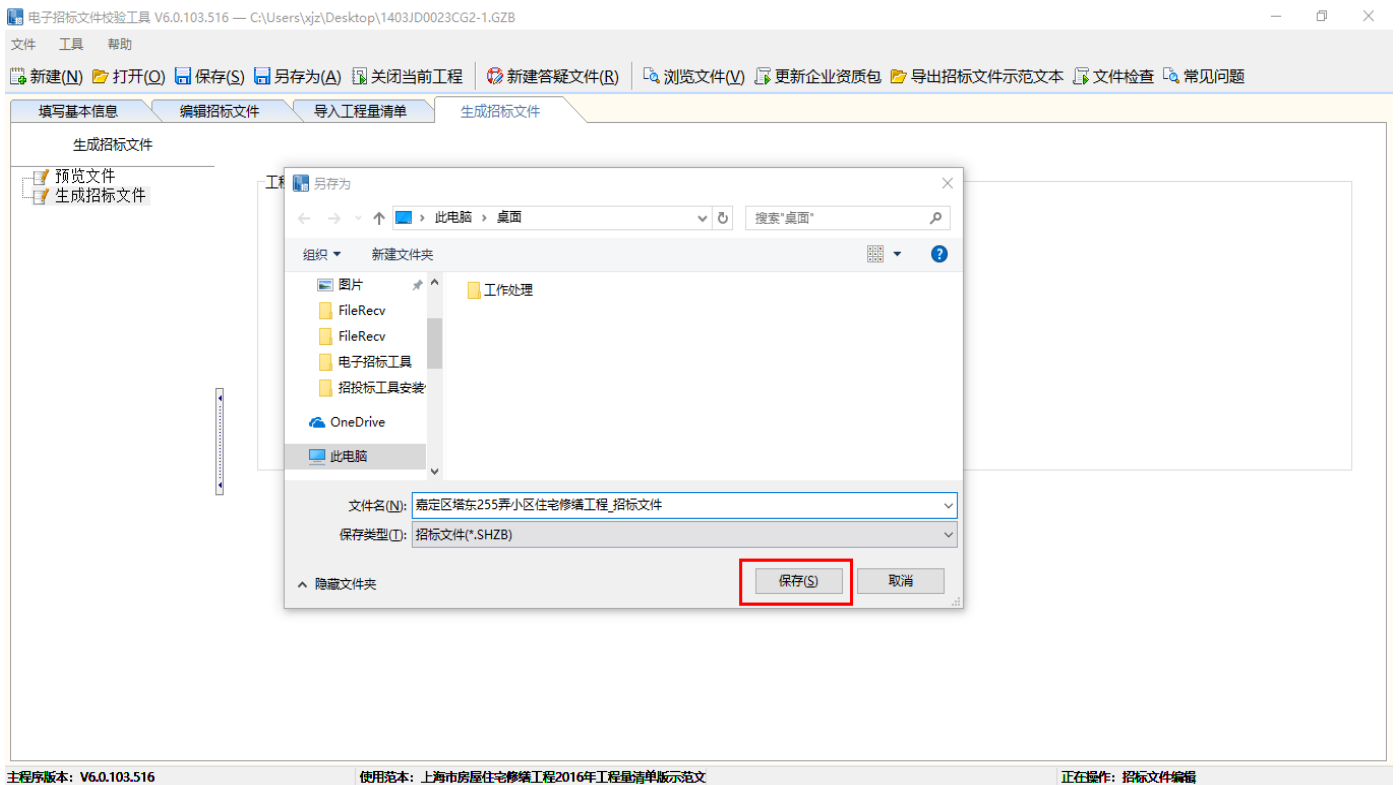 电子招标文件校验工具 V6.0.103.516 — C:\Users\xjz\Desktop\1403JD0023CG2-1.GZB
文件 工具 帮助
新建(N) 打开(O) 保存(S) 另存为(A) 关闭当前工程 新建答疑文件(R) 浏览文件(V) 更新企业资质包 导出招标文件示范文本 文件检查 常见问题
填写基本信息 编辑招标文件 导入工程量清单 生成招标文件
生成招标文件
预览文件
生成招标文件
工程
另存为
此电脑 › 桌面 搜索"桌面"
组织 新建文件夹
图片
工作处理
FileRecv
FileRecv
电子招标工具
招投标工具安装
OneDrive
此电脑
文件名(N): 嘉定区塔东255弄小区住宅修缮工程_招标文件
保存类型(T): 招标文件(*.SHZB)
隐藏文件夹 保存(S) 取消
主程序版本: V6.0.103.516 使用范本: 上海市房屋住宅修缮工程2016年工程量清单版示范文 正在操作: 招标文件编辑